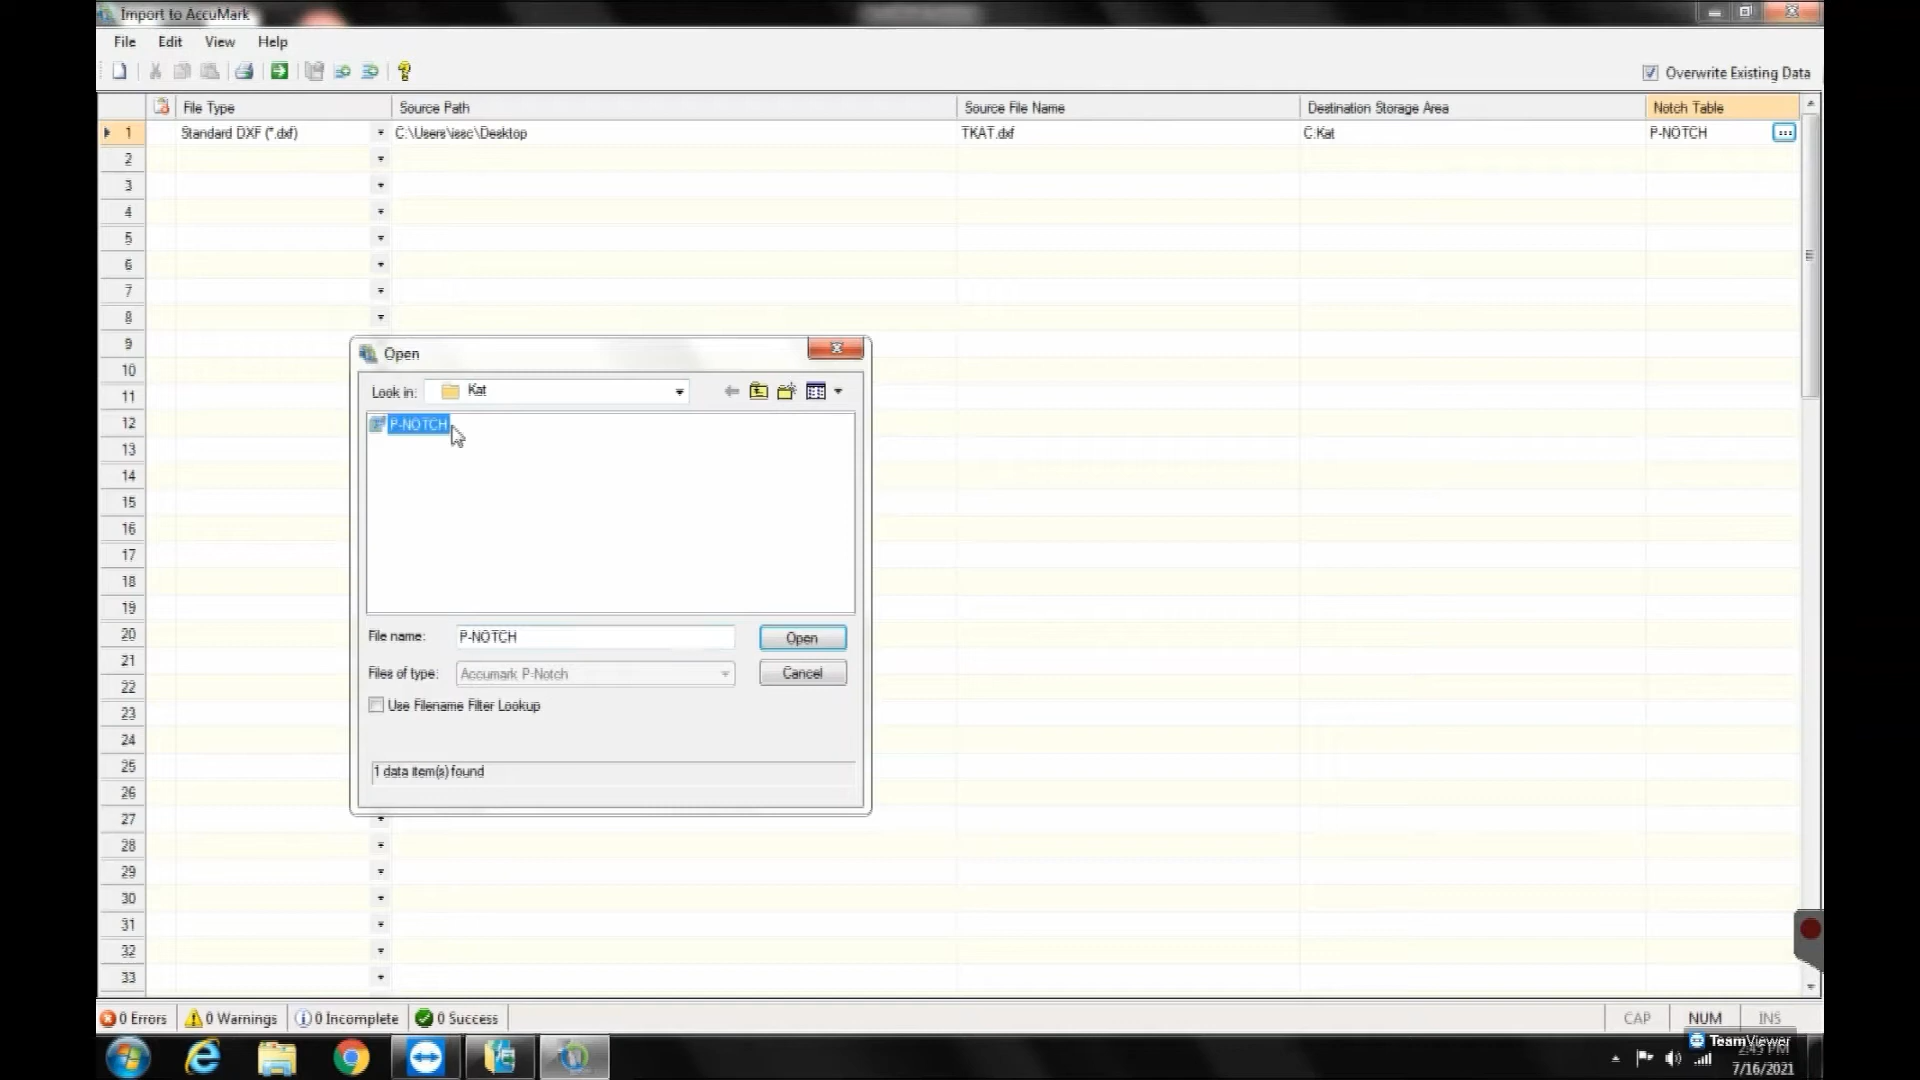 Import to AccuMark
File Edit View Help
Overwrite Existing Data
File Type Source Path Source File Name Destination Storage Area Notch Table
1 Standard DXF (*.dxf) C:\Users\issc\Desktop TKAT.dxf C:Kat P-NOTCH ...
2
3
4
5
6
7
8
9
10
11
12
13
14
15
16
17
18
19
20
21
22
23
24
25
26
27
28
29
30
31
32
33
Open
Look in: Kat
P-NOTCH
File name: P-NOTCH Open
Files of type: Accumark P-Notch Cancel
Use Filename Filter Lookup
1 data item(s) found
0 Errors 0 Warnings 0 Incomplete 0 Success CAP NUM INS
TeamViewer
2:45 PM
7/16/2021